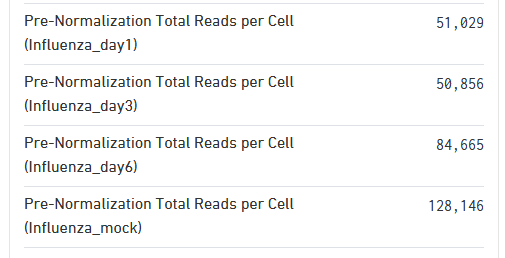 Pre-Normalization Total Reads per Cell 51,029
(Influenza_day1)
Pre-Normalization Total Reads per Cell 50,856
(Influenza_day3)
Pre-Normalization Total Reads per Cell 84,665
(Influenza_day6)
Pre-Normalization Total Reads per Cell 128,146
(Influenza_mock)